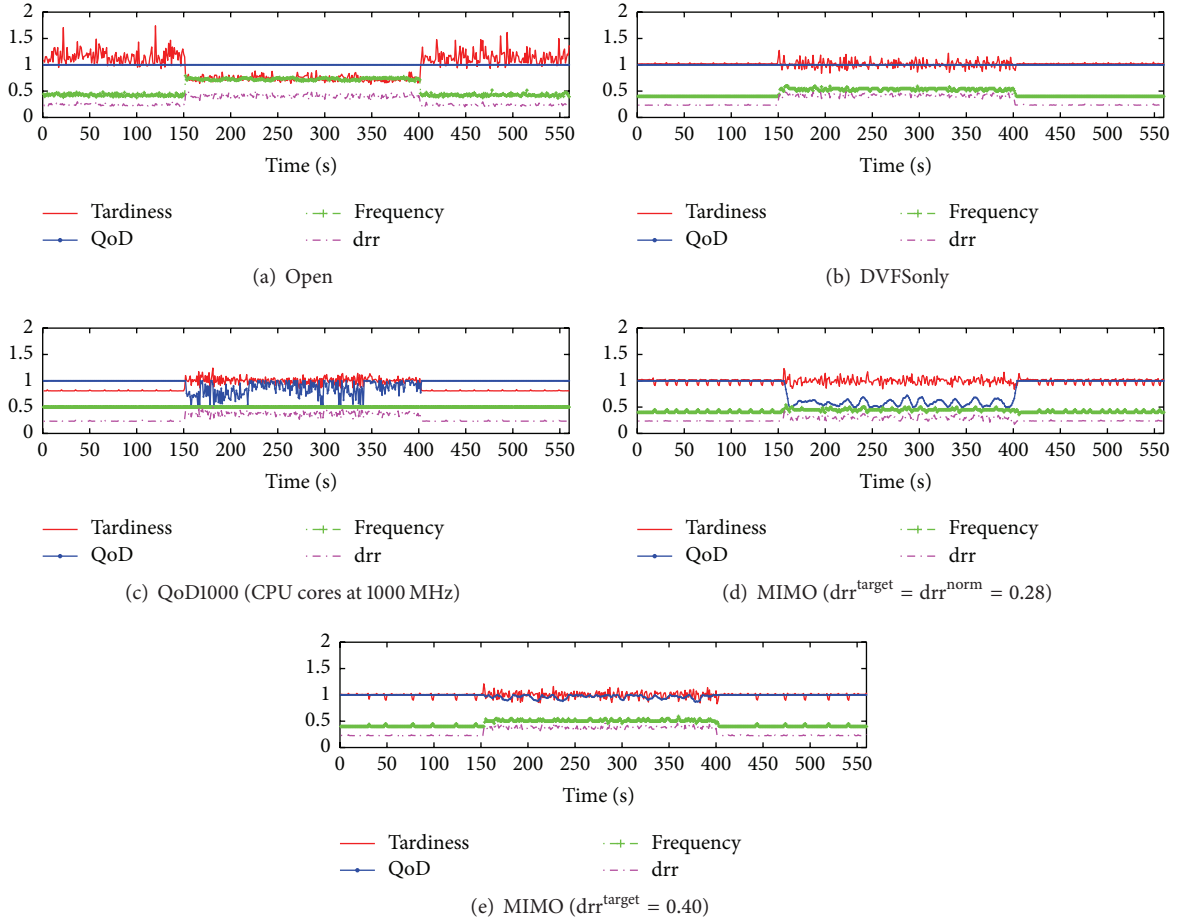 2
1.5
1
0.5
0
0 50 100 150 200 250 300 350 400 450 500 550
Time (s)
Tardiness
QoD
Frequency
drr
(a) Open
2
1.5
1
0.5
0
0 50 100 150 200 250 300 350 400 450 500 550
Time (s)
Tardiness
QoD
Frequency
drr
(b) DVFSonly
2
1.5
1
0.5
0
0 50 100 150 200 250 300 350 400 450 500 550
Time (s)
Tardiness
QoD
Frequency
drr
(c) QoD1000 (CPU cores at 1000 MHz)
2
1.5
1
0.5
0
0 50 100 150 200 250 300 350 400 450 500 550
Time (s)
Tardiness
QoD
Frequency
drr
(d) MIMO (drr^target = drr^norm = 0.28)
2
1.5
1
0.5
0
0 50 100 150 200 250 300 350 400 450 500 550
Time (s)
Tardiness
QoD
Frequency
drr
(e) MIMO (drr^target = 0.40)